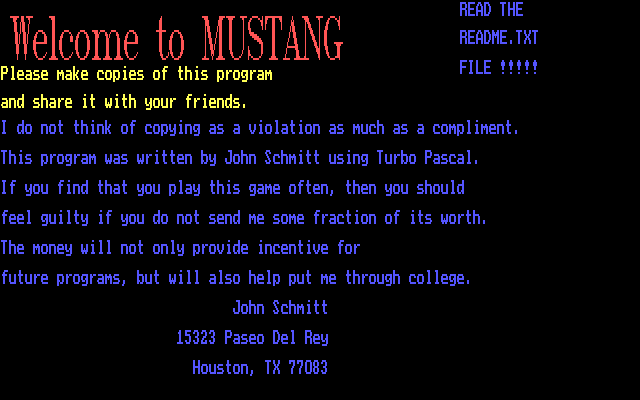 Welcome to MUSTANG
READ THE
README.TXT
FILE !!!!!
Please make copies of this program
and share it with your friends.
I do not think of copying as a violation as much as a compliment.
This program was written by John Schmitt using Turbo Pascal.
If you find that you play this game often, then you should
feel guilty if you do not send me some fraction of its worth.
The money will not only provide incentive for
future programs, but will also help put me through college.
John Schmitt
15323 Paseo Del Rey
Houston, TX 77083